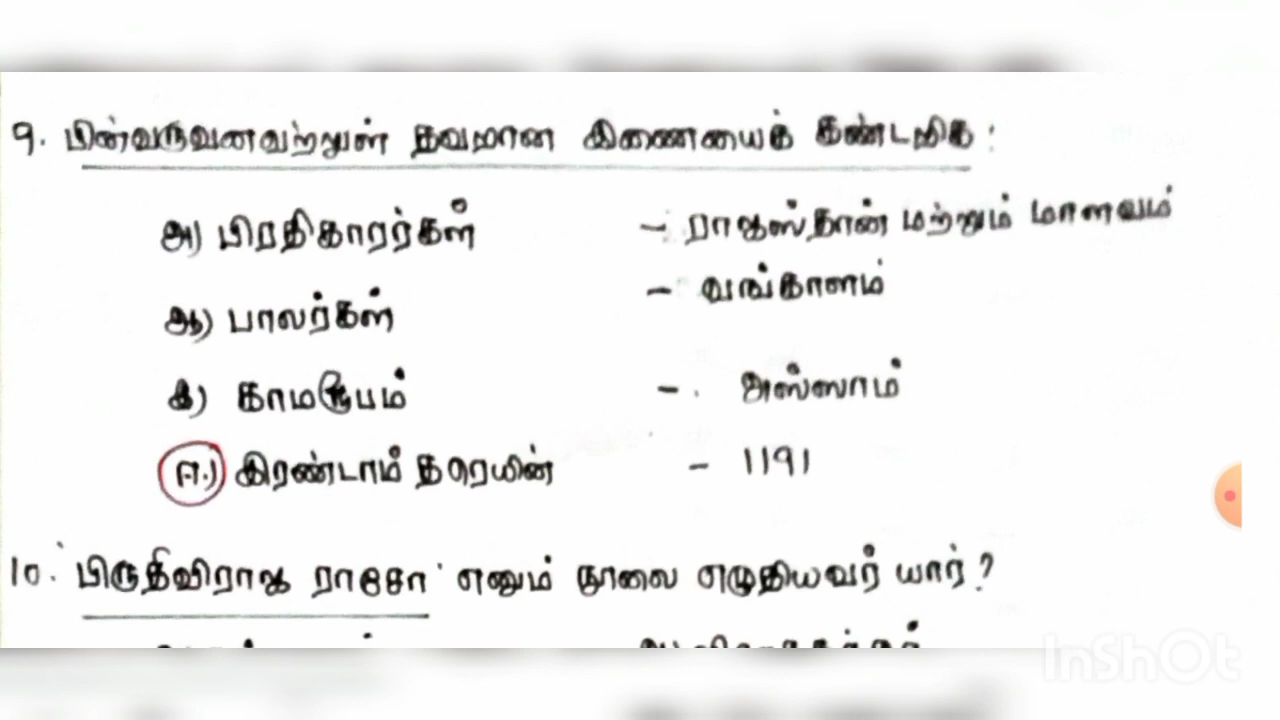 9. பின்வருவனவற்றுள் தவறான இணையைக் கண்டறிக :
அ) பிரதிகாரர்கள் - ராஜஸ்தான் மற்றும் மாளவம்
ஆ) பாலர்கள் - வங்காளம்
இ) காமரூபம் - அஸ்ஸாம்
ஈ.) இரண்டாம் தரெயின் - 1191
10. பிருதிவிராஜ ராசோ எனும் நூலை எழுதியவர் யார் ?
InShOt